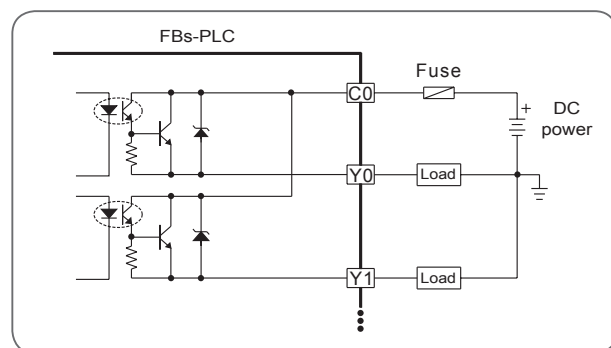 FBs-PLC
C0
Fuse
+
DC
power
Y0
Load
Y1
Load